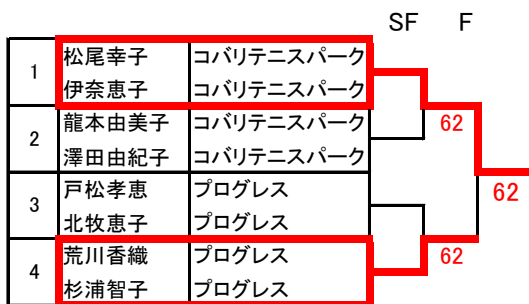 SF F
1 松尾幸子 コバリテニスパーク
伊奈恵子 コバリテニスパーク
2 龍本由美子 コバリテニスパーク
澤田由紀子 コバリテニスパーク
62
62
3 戸松孝恵 プログレス
北牧恵子 プログレス
4 荒川香織 プログレス
杉浦智子 プログレス
62